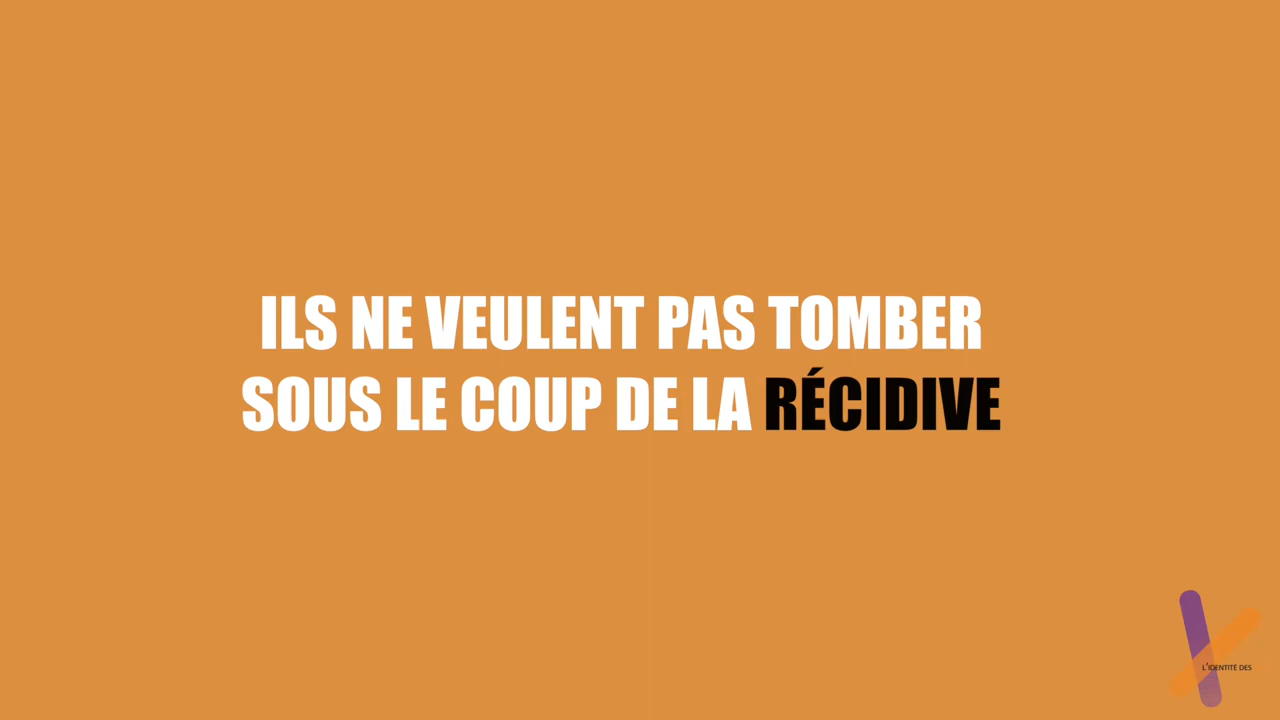 ILS NE VEULENT PAS TOMBER
SOUS LE COUP DE LA RÉCIDIVE
L'IDENTITÉ DES